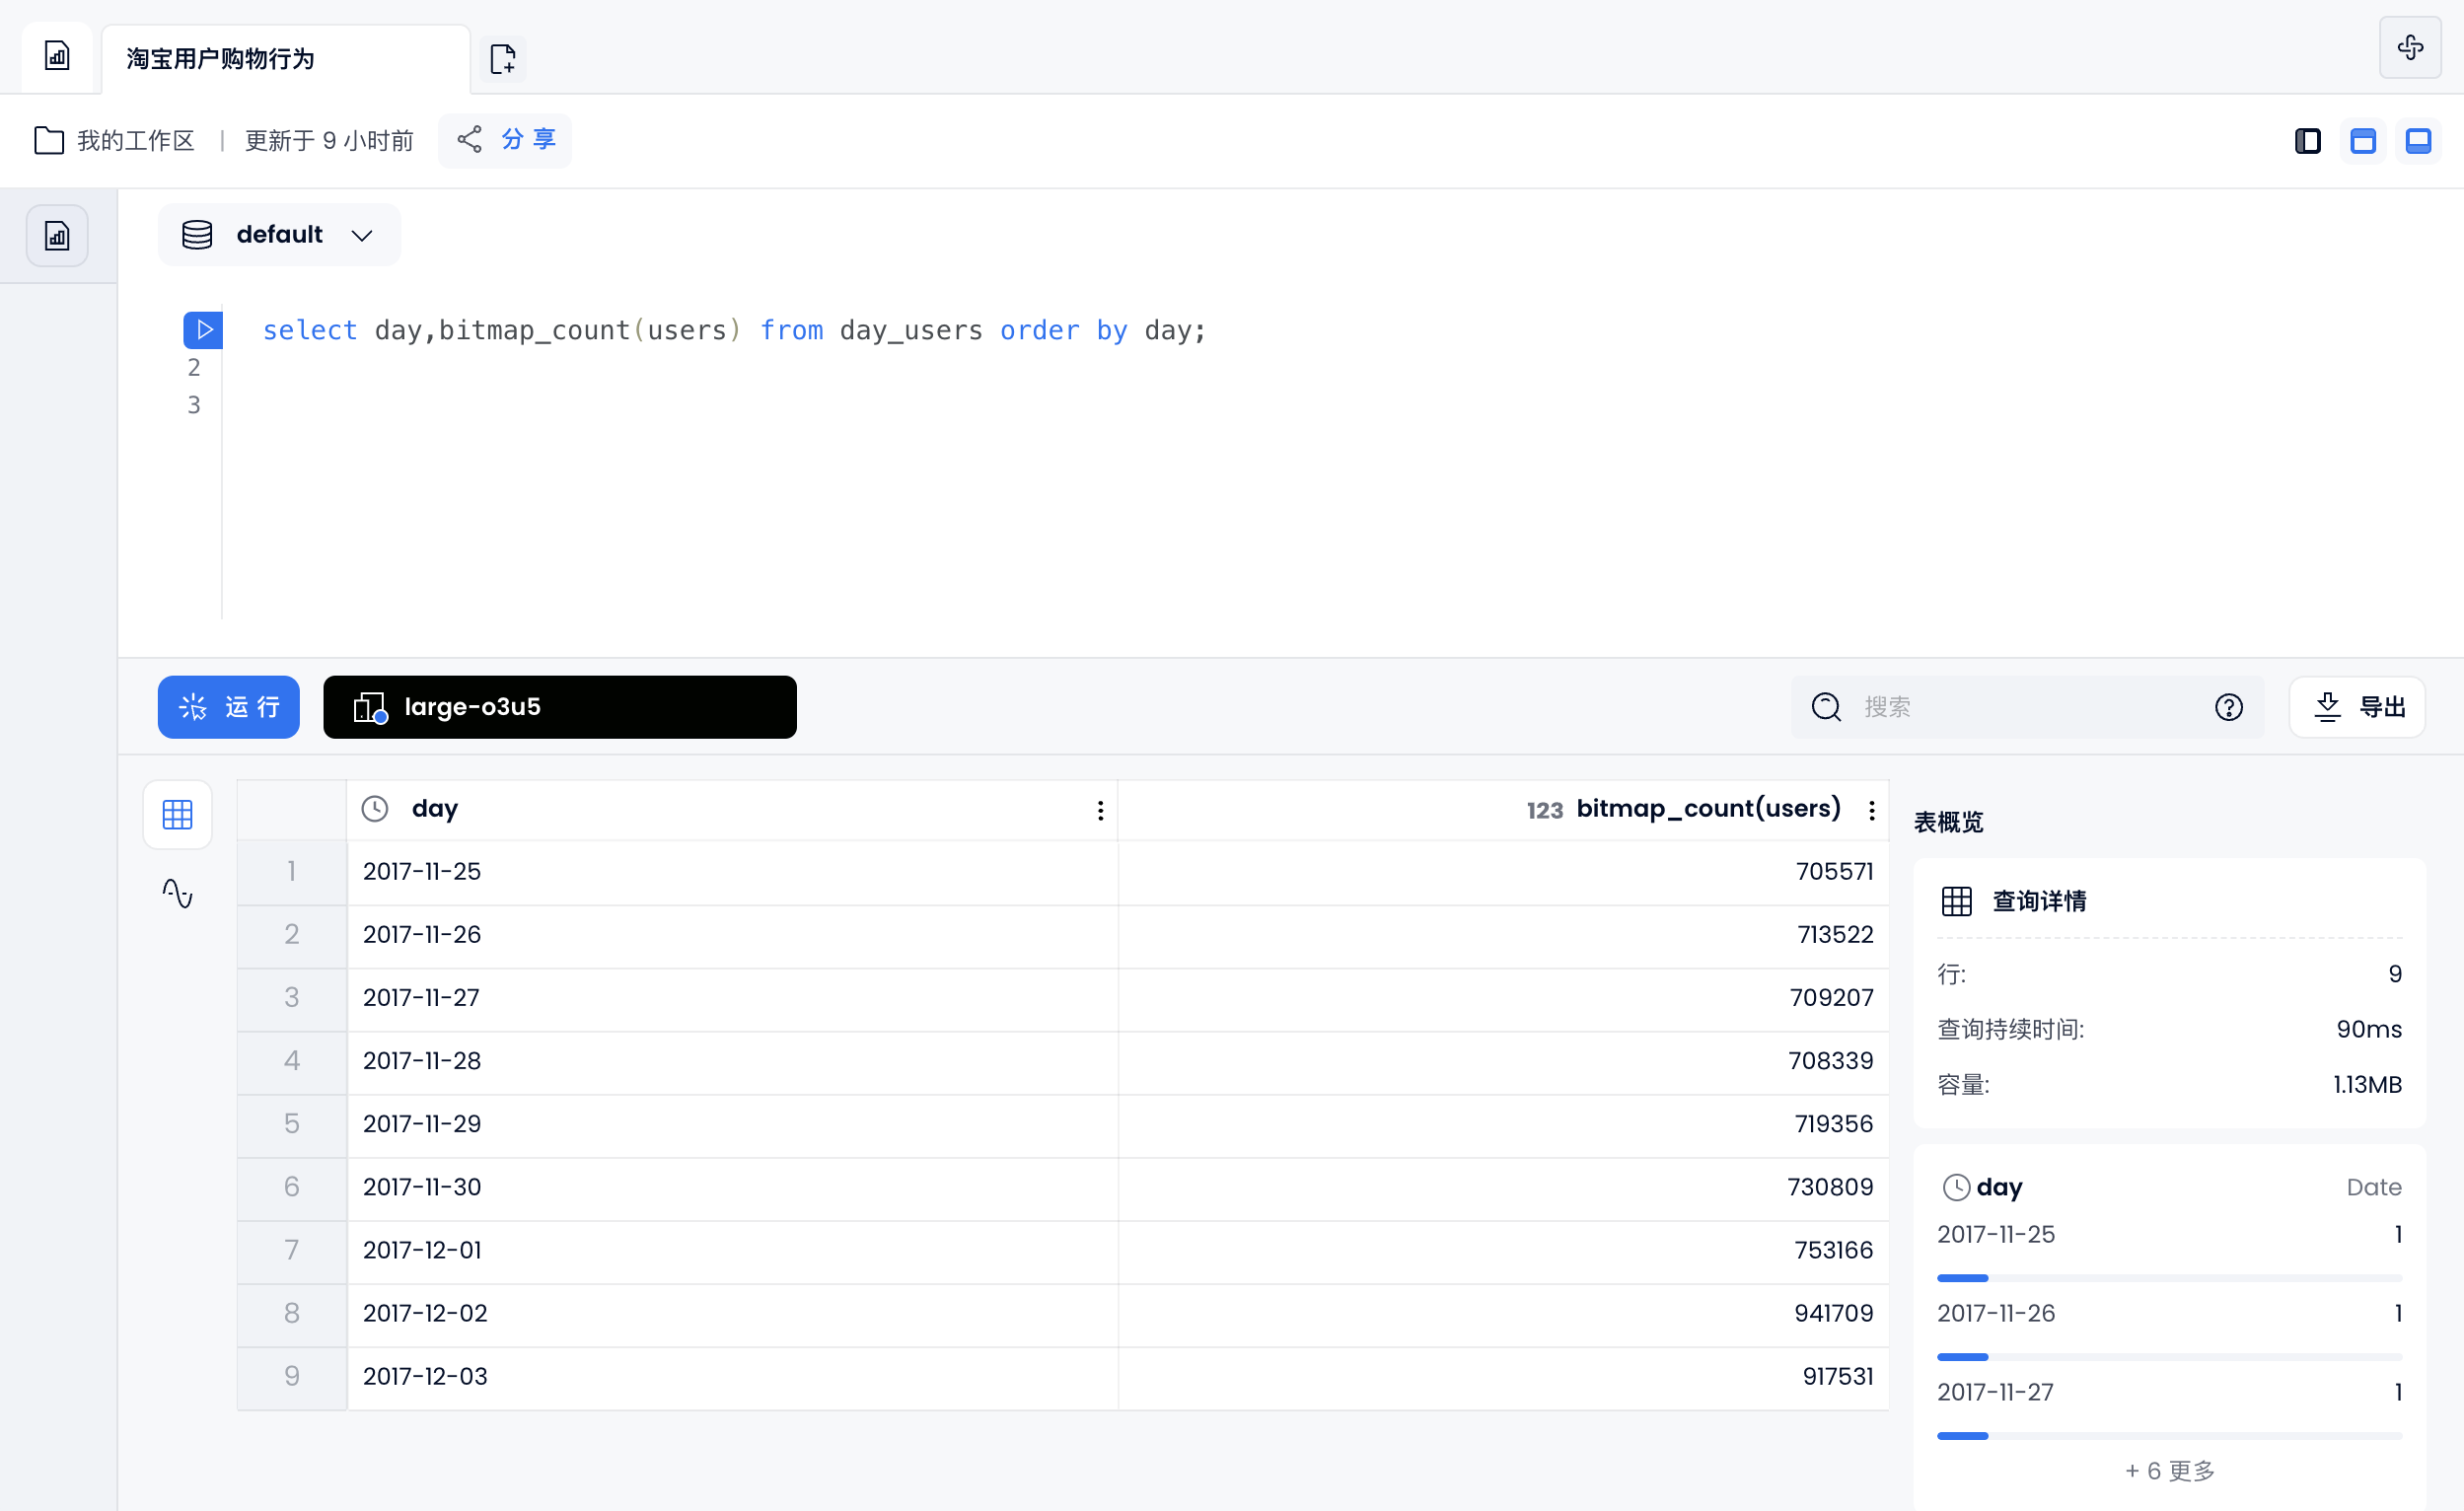 淘宝用户购物行为
我的工作区 | 更新于 9 小时前 分享
default
select day,bitmap_count(users) from day_users order by day;
2
3
运行 large-o3u5 搜索 导出
day 123 bitmap_count(users)
1 2017-11-25 705571
2 2017-11-26 713522
3 2017-11-27 709207
4 2017-11-28 708339
5 2017-11-29 719356
6 2017-11-30 730809
7 2017-12-01 753166
8 2017-12-02 941709
9 2017-12-03 917531
表概览
查询详情
行: 9
查询持续时间: 90ms
容量: 1.13MB
day Date
2017-11-25 1
2017-11-26 1
2017-11-27 1
+ 6 更多